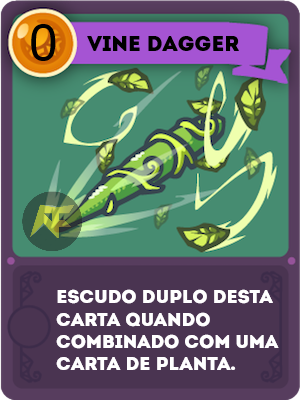 0
VINE DAGGER
ESCUDO DUPLO DESTA
CARTA QUANDO
COMBINADO COM UMA
CARTA DE PLANTA.